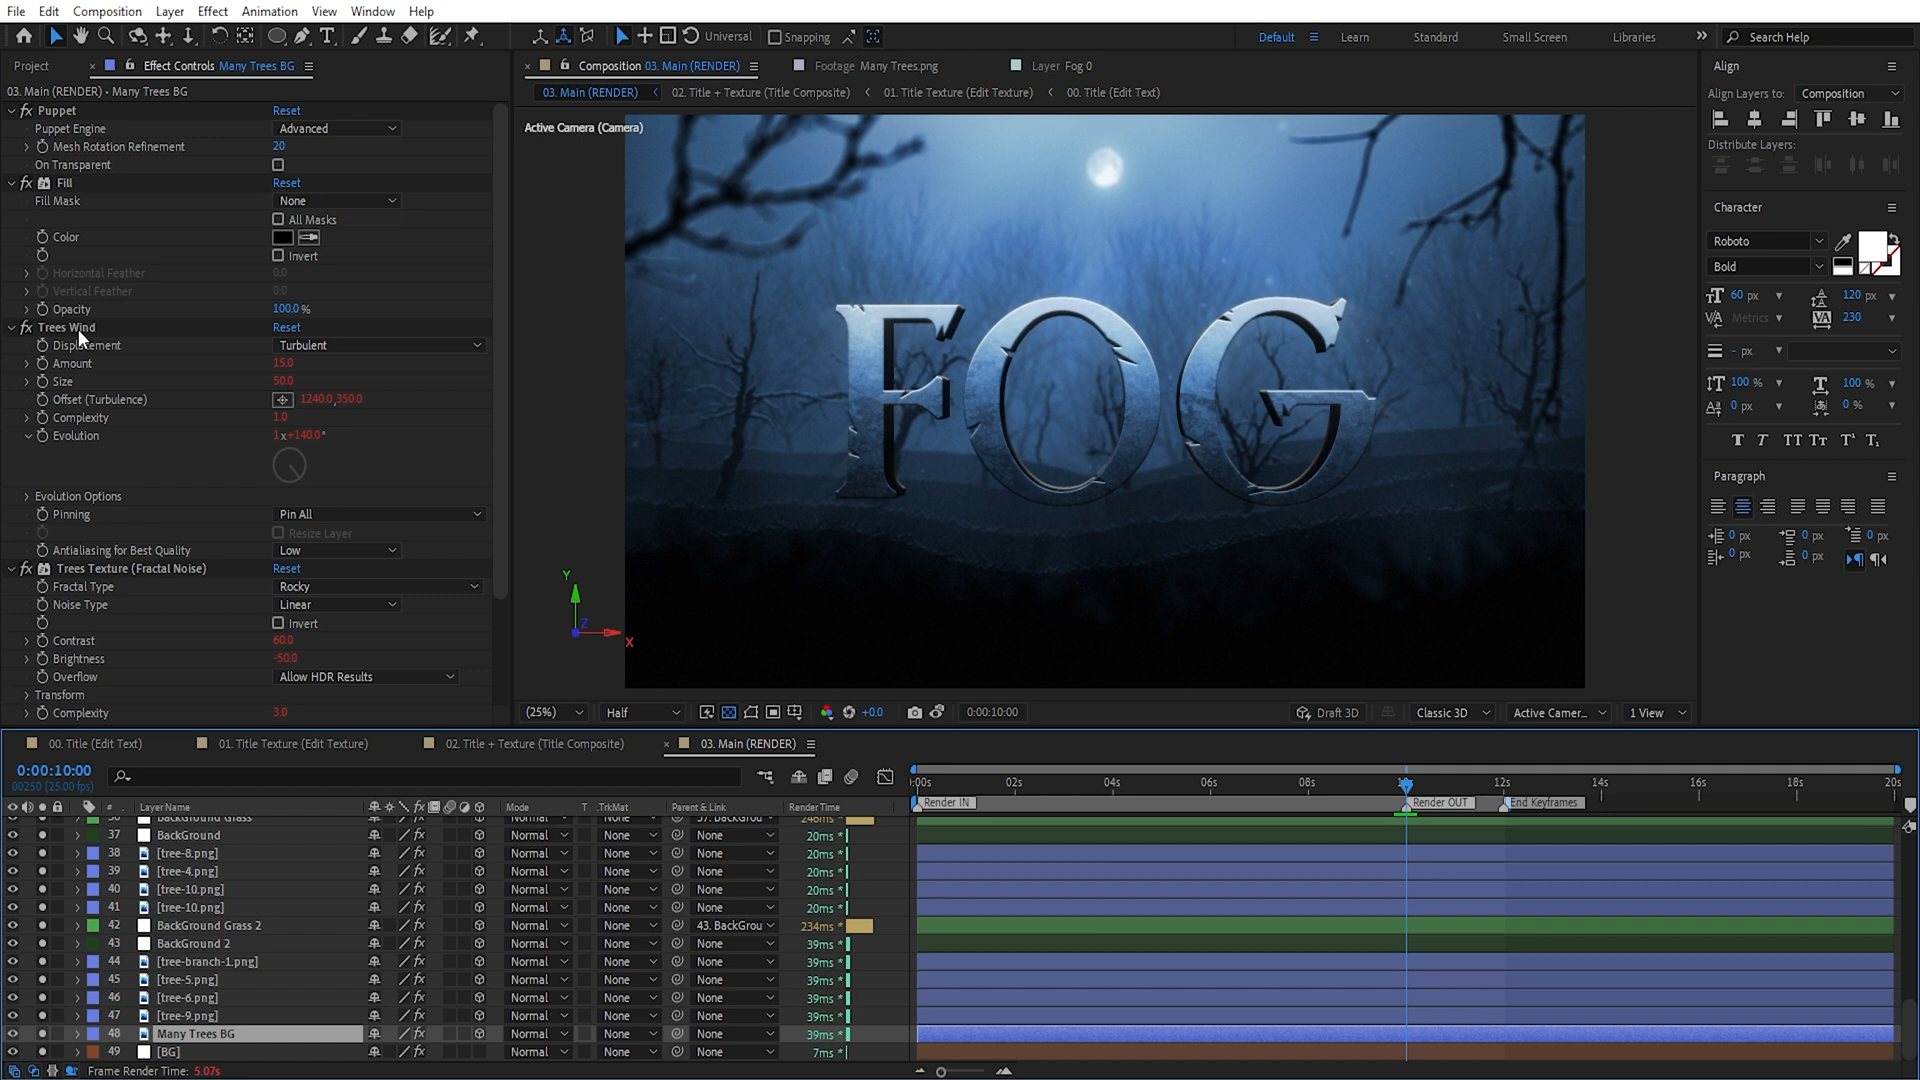 File Edit Composition Layer Effect Animation View Window Help
Universal Snapping Default Learn Standard Small Screen Libraries Search Help
Project Effect Controls Many Trees BG
03. Main (RENDER) • Many Trees BG
Puppet Reset
Puppet Engine Advanced
Mesh Rotation Refinement 20
On Transparent
Fill Reset
Fill Mask None
All Masks
Color
Invert
Horizontal Feather 0.0
Vertical Feather 0.0
Opacity 100.0 %
Trees Wind Reset
Displacement Turbulent
Amount 15.0
Size 50.0
Offset (Turbulence) 1240.0,350.0
Complexity 1.0
Evolution 1x+140.0°
Evolution Options
Pinning Pin All
Resize Layer
Antialiasing for Best Quality Low
Trees Texture (Fractal Noise) Reset
Fractal Type Rocky
Noise Type Linear
Invert
Contrast 60.0
Brightness -50.0
Overflow Allow HDR Results
Transform
Complexity 3.0
Composition 03. Main (RENDER) Footage Many Trees.png Layer Fog 0
03. Main (RENDER) 02. Title + Texture (Title Composite) 01. Title Texture (Edit Texture) 00. Title (Edit Text)
Active Camera (Camera)
FOG
Y
Z
X
(25%) Half +0.0 0:00:10:00 Draft 3D Classic 3D Active Camer... 1 View
Align
Align Layers to: Composition
Distribute Layers:
Character
Roboto
Bold
60 px 120 px
Metrics 230
- px
100 % 100 %
0 px 0 %
Paragraph
0 px 0 px 0 px
0 px 0 px
00. Title (Edit Text) 01. Title Texture (Edit Texture) 02. Title + Texture (Title Composite) 03. Main (RENDER)
0:00:10:00
00250 (25.00 fps)
:00s 02s 04s 06s 08s 12s 14s 16s 18s 20s
Render IN Render OUT End Keyframes
# Layer Name Mode T .TrkMat Parent & Link Render Time
37 BackGround Normal None None 20ms *
38 [tree-8.png] Normal None None 20ms *
39 [tree-4.png] Normal None None 20ms *
40 [tree-10.png] Normal None None 20ms *
41 [tree-10.png] Normal None None 20ms *
42 BackGround Grass 2 Normal None 43. BackGrou 234ms *
43 BackGround 2 Normal None None 39ms *
44 [tree-branch-1.png] Normal None None 39ms *
45 [tree-5.png] Normal None None 39ms *
46 [tree-6.png] Normal None None 39ms *
47 [tree-9.png] Normal None None 39ms *
48 Many Trees BG Normal None None 39ms *
49 [BG] Normal None None 7ms *
Frame Render Time: 5.07s